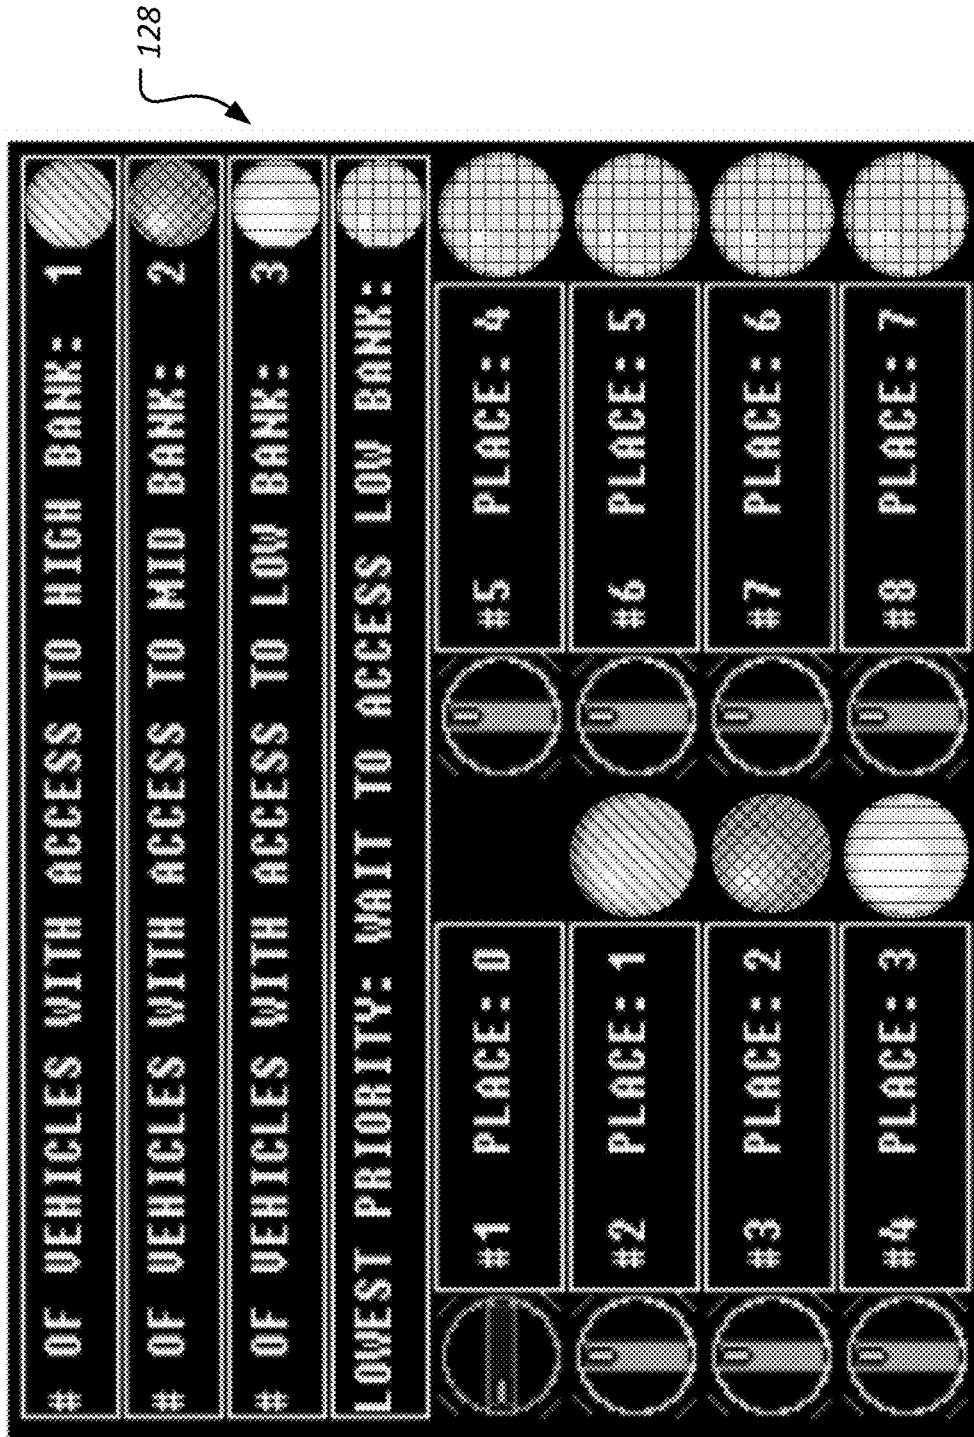 128
# OF VEHICLES WITH ACCESS TO HIGH BANK: 1
# OF VEHICLES WITH ACCESS TO MID BANK: 2
# OF VEHICLES WITH ACCESS TO LOW BANK: 3
LOWEST PRIORITY: WAIT TO ACCESS LOW BANK:
#1 PLACE: 0
#5 PLACE: 4
#2 PLACE: 1
#6 PLACE: 5
#3 PLACE: 2
#7 PLACE: 6
#4 PLACE: 3
#8 PLACE: 7